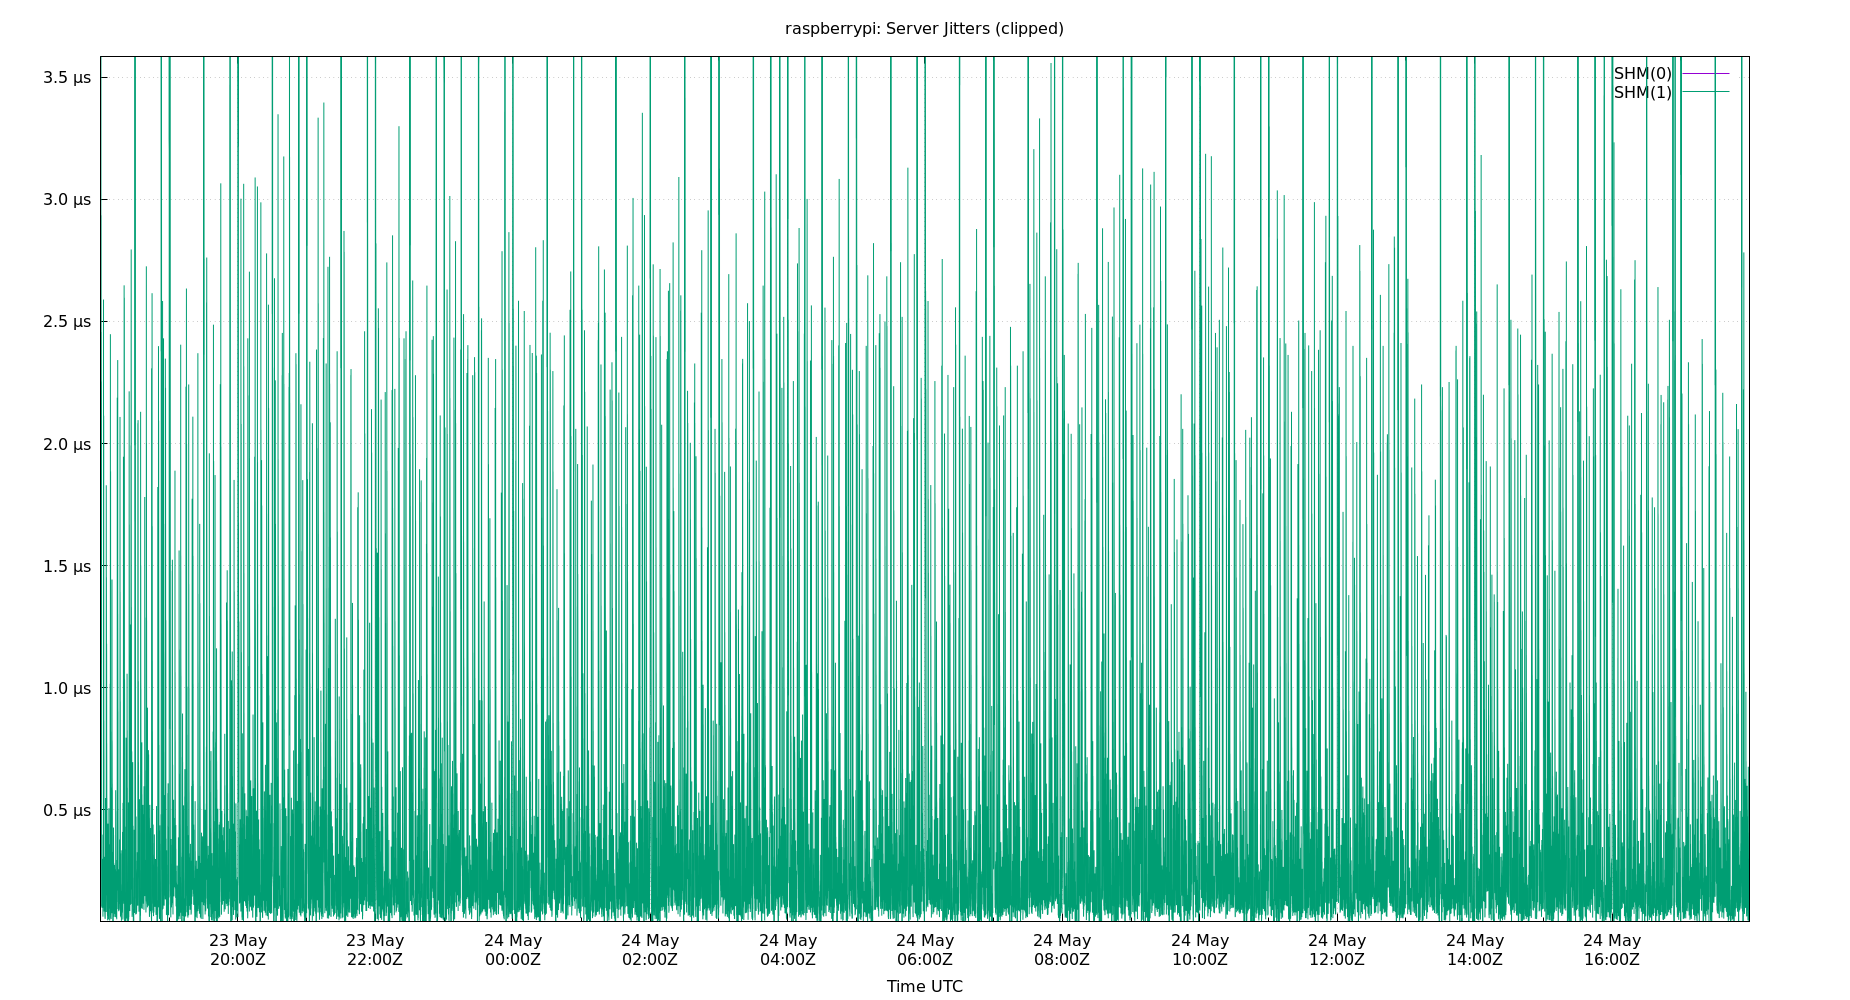 raspberrypi: Server Jitters (clipped)
SHM(0)
SHM(1)
3.5 µs
3.0 µs
2.5 µs
2.0 µs
1.5 µs
1.0 µs
0.5 µs
23 May 23 May 24 May 24 May 24 May 24 May 24 May 24 May 24 May 24 May 24 May
20:00Z 22:00Z 00:00Z 02:00Z 04:00Z 06:00Z 08:00Z 10:00Z 12:00Z 14:00Z 16:00Z
Time UTC